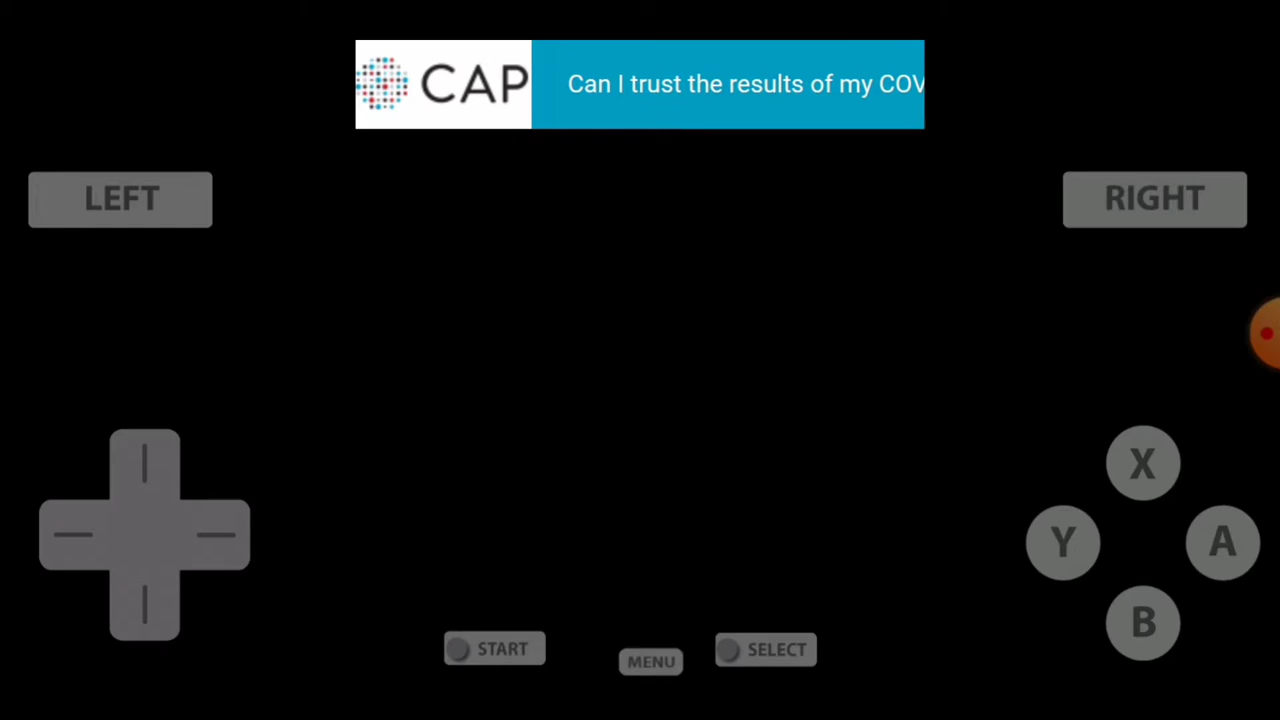 CAP
Can I trust the results of my COV
LEFT
RIGHT
X
Y
A
B
START
SELECT
MENU